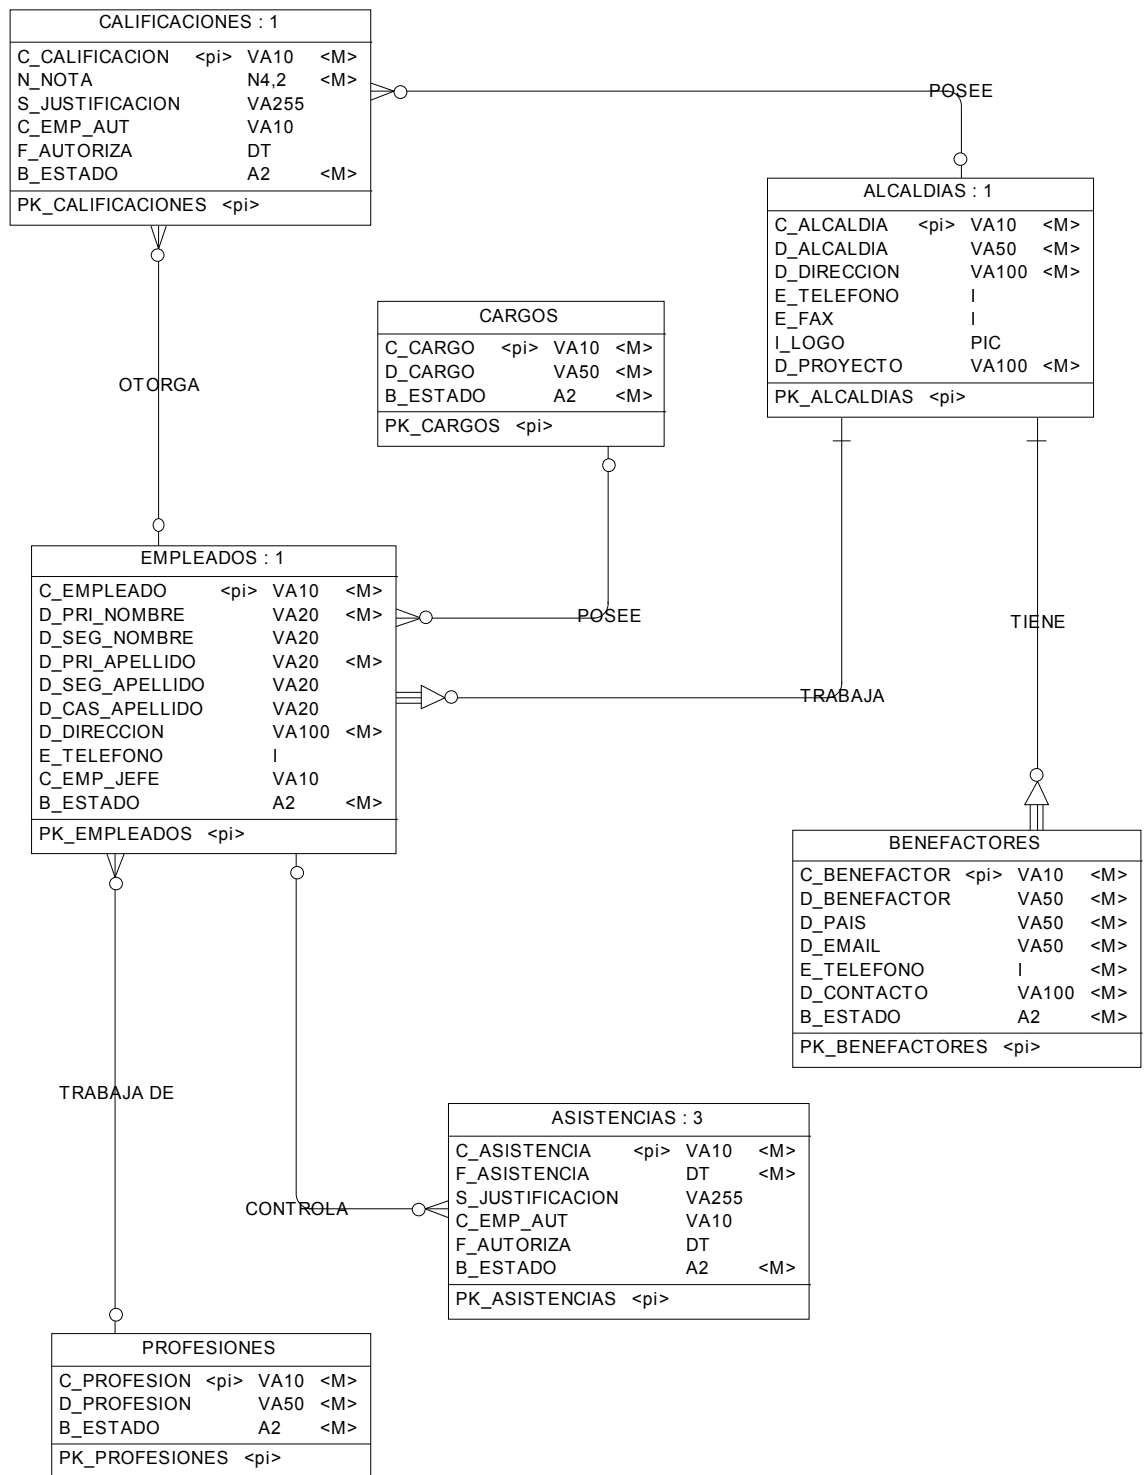 CALIFICACIONES : 1
C_CALIFICACION <pi> VA10 <M>
N_NOTA N4,2 <M>
S_JUSTIFICACION VA255
C_EMP_AUT VA10
F_AUTORIZA DT
B_ESTADO A2 <M>
PK_CALIFICACIONES <pi>
POSEE
ALCALDIAS : 1
C_ALCALDIA <pi> VA10 <M>
D_ALCALDIA VA50 <M>
D_DIRECCION VA100 <M>
E_TELEFONO I
E_FAX I
I_LOGO PIC
D_PROYECTO VA100 <M>
PK_ALCALDIAS <pi>
OTORGA
CARGOS
C_CARGO <pi> VA10 <M>
D_CARGO VA50 <M>
B_ESTADO A2 <M>
PK_CARGOS <pi>
EMPLEADOS : 1
C_EMPLEADO <pi> VA10 <M>
D_PRI_NOMBRE VA20 <M>
D_SEG_NOMBRE VA20
D_PRI_APELLIDO VA20 <M>
D_SEG_APELLIDO VA20
D_CAS_APELLIDO VA20
D_DIRECCION VA100 <M>
E_TELEFONO I
C_EMP_JEFE VA10
B_ESTADO A2 <M>
PK_EMPLEADOS <pi>
POSEE
TIENE
TRABAJA
BENEFACTORES
C_BENEFACTOR <pi> VA10 <M>
D_BENEFACTOR VA50 <M>
D_PAIS VA50 <M>
D_EMAIL VA50 <M>
E_TELEFONO I <M>
D_CONTACTO VA100 <M>
B_ESTADO A2 <M>
PK_BENEFACTORES <pi>
TRABAJA DE
CONTROLA
ASISTENCIAS : 3
C_ASISTENCIA <pi> VA10 <M>
F_ASISTENCIA DT <M>
S_JUSTIFICACION VA255
C_EMP_AUT VA10
F_AUTORIZA DT
B_ESTADO A2 <M>
PK_ASISTENCIAS <pi>
PROFESIONES
C_PROFESION <pi> VA10 <M>
D_PROFESION VA50 <M>
B_ESTADO A2 <M>
PK_PROFESIONES <pi>